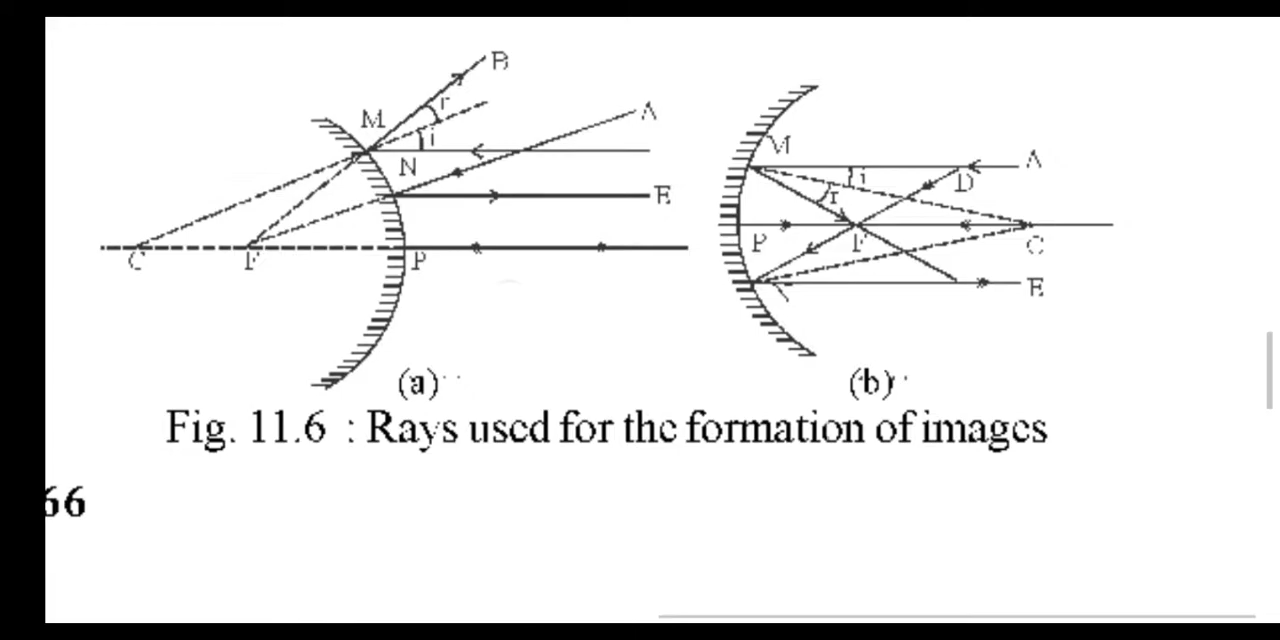 B
A
M
r
i
N
E
C
F
P
M
A
D
i
r
P
F
C
E
(a)
(b)
Fig. 11.6 : Rays used for the formation of images
66